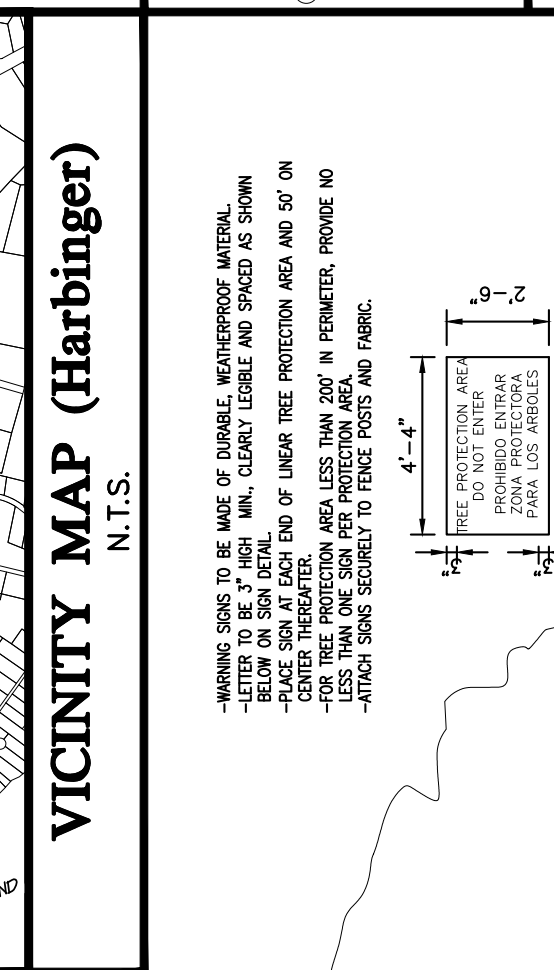 VICINITY MAP (Harbinger)
N.T.S.
-WARNING SIGNS TO BE MADE OF DURABLE, WEATHERPROOF MATERIAL.
-LETTER TO BE 3" HIGH MIN., CLEARLY LEGIBLE AND SPACED AS SHOWN
BELOW ON SIGN DETAIL.
-PLACE SIGN AT EACH END OF LINEAR TREE PROTECTION AREA AND 50' ON
CENTER THEREAFTER.
-FOR TREE PROTECTION AREA LESS THAN 200' IN PERIMETER, PROVIDE NO
LESS THAN ONE SIGN PER PROTECTION AREA.
-ATTACH SIGNS SECURELY TO FENCE POSTS AND FABRIC.
4'-4"
2'-6"
TREE PROTECTION AREA
DO NOT ENTER
PROHIBIDO ENTRAR
ZONA PROTECTORA
PARA LOS ARBOLES
3"
3"